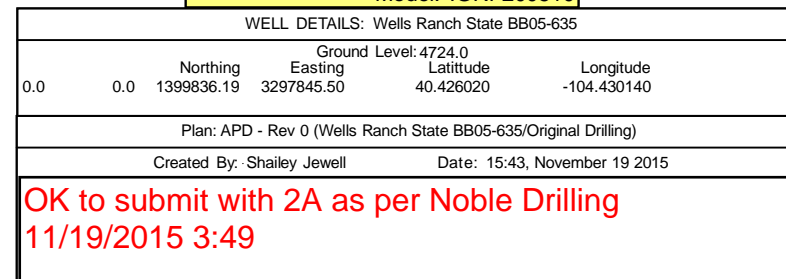 WELL DETAILS: Wells Ranch State BB05-635
Ground Level: 4724.0
Northing Easting Latittude Longitude
0.0 0.0 1399836.19 3297845.50 40.426020 -104.430140
Plan: APD - Rev 0 (Wells Ranch State BB05-635/Original Drilling)
Created By: Shailey Jewell Date: 15:43, November 19 2015
OK to submit with 2A as per Noble Drilling
11/19/2015 3:49